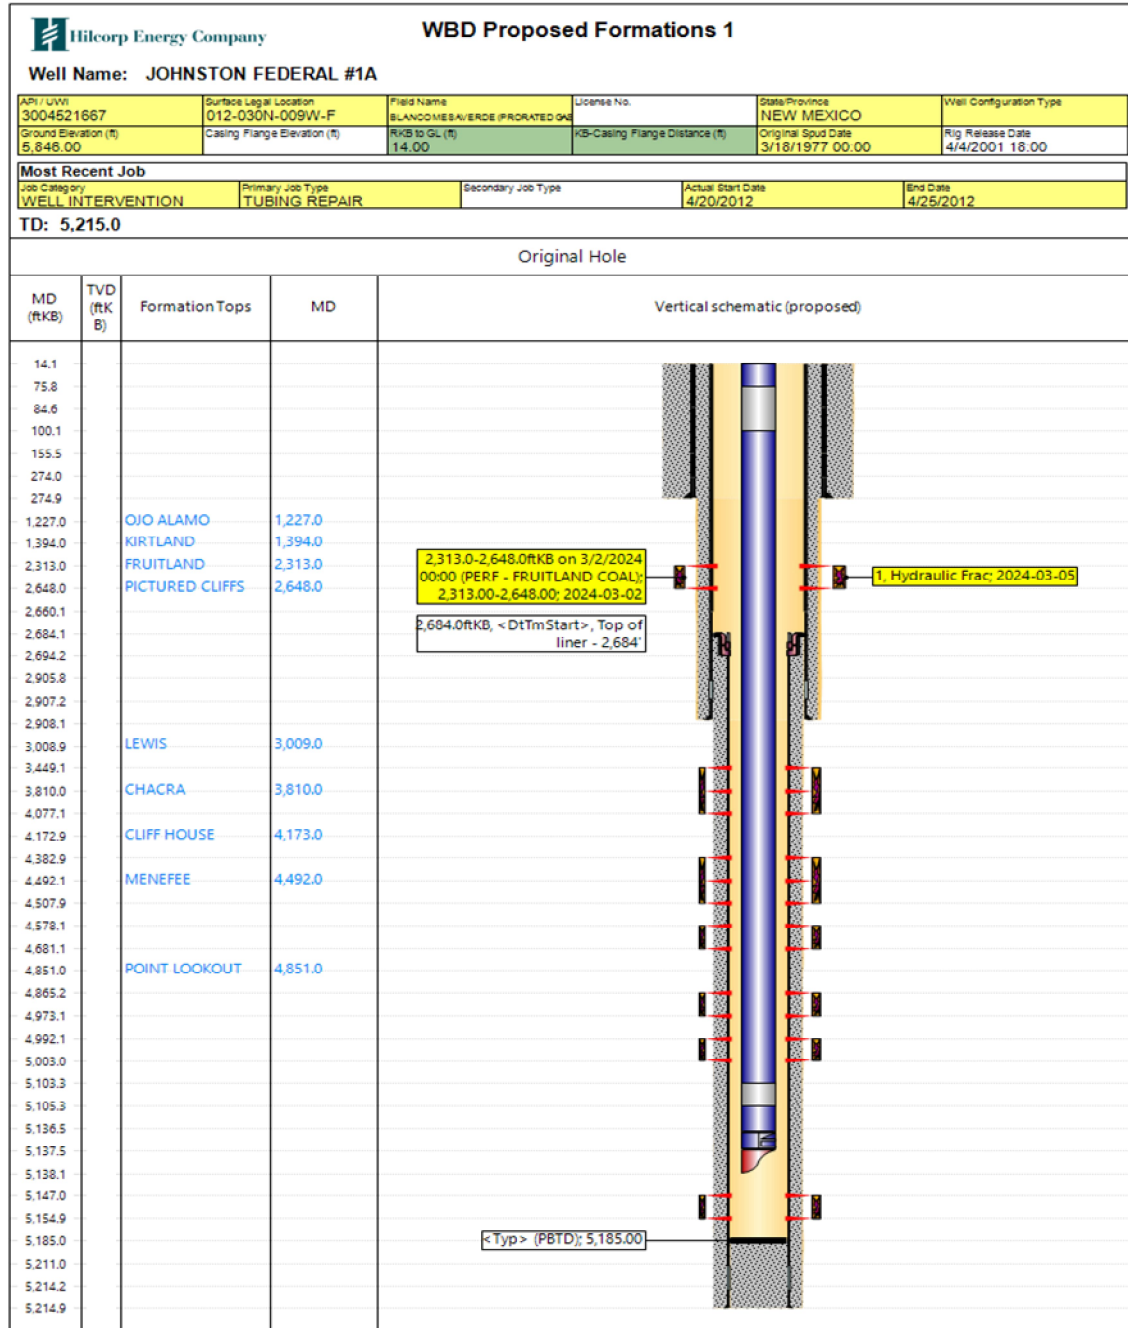 Hilcorp Energy Company
WBD Proposed Formations 1
Well Name: JOHNSTON FEDERAL #1A
API / UWI Surface Legal Location Field Name License No. State/Province Well Configuration Type
3004521667 012-030N-009W-F BLANCO MESAVERDE (PRORATED GAS NEW MEXICO
Ground Elevation (ft) Casing Flange Elevation (ft) RKB to GL (ft) KB-Casing Flange Distance (ft) Original Spud Date Rig Release Date
5,846.00 14.00 3/18/1977 00:00 4/4/2001 18:00
Most Recent Job
Job Category Primary Job Type Secondary Job Type Actual Start Date End Date
WELL INTERVENTION TUBING REPAIR 4/20/2012 4/25/2012
TD: 5,215.0
Original Hole
MD (ftKB) TVD (ftK B) Formation Tops MD Vertical schematic (proposed)
14.1
75.8
84.6
100.1
155.5
274.0
274.9
1,227.0 OJO ALAMO 1,227.0
1,394.0 KIRTLAND 1,394.0
2,313.0 FRUITLAND 2,313.0
2,648.0 PICTURED CLIFFS 2,648.0
2,313.0-2,648.0ftKB on 3/2/2024
00:00 (PERF - FRUITLAND COAL);
2,313.00-2,648.00; 2024-03-02
1, Hydraulic Frac; 2024-03-05
2,660.1
2,684.1
2,684.0ftKB, <DtTmStart>, Top of
liner - 2,684'
2,694.2
2,905.8
2,907.2
2,908.1
3,008.9 LEWIS 3,009.0
3,449.1
3,810.0 CHACRA 3,810.0
4,077.1
4,172.9 CLIFF HOUSE 4,173.0
4,382.9
4,492.1 MENEFEE 4,492.0
4,507.9
4,578.1
4,681.1
4,851.0 POINT LOOKOUT 4,851.0
4,865.2
4,973.1
4,992.1
5,003.0
5,103.3
5,105.3
5,136.5
5,137.5
5,138.1
5,147.0
5,154.9
5,185.0 <Typ> (PBTD); 5,185.00
5,211.0
5,214.2
5,214.9